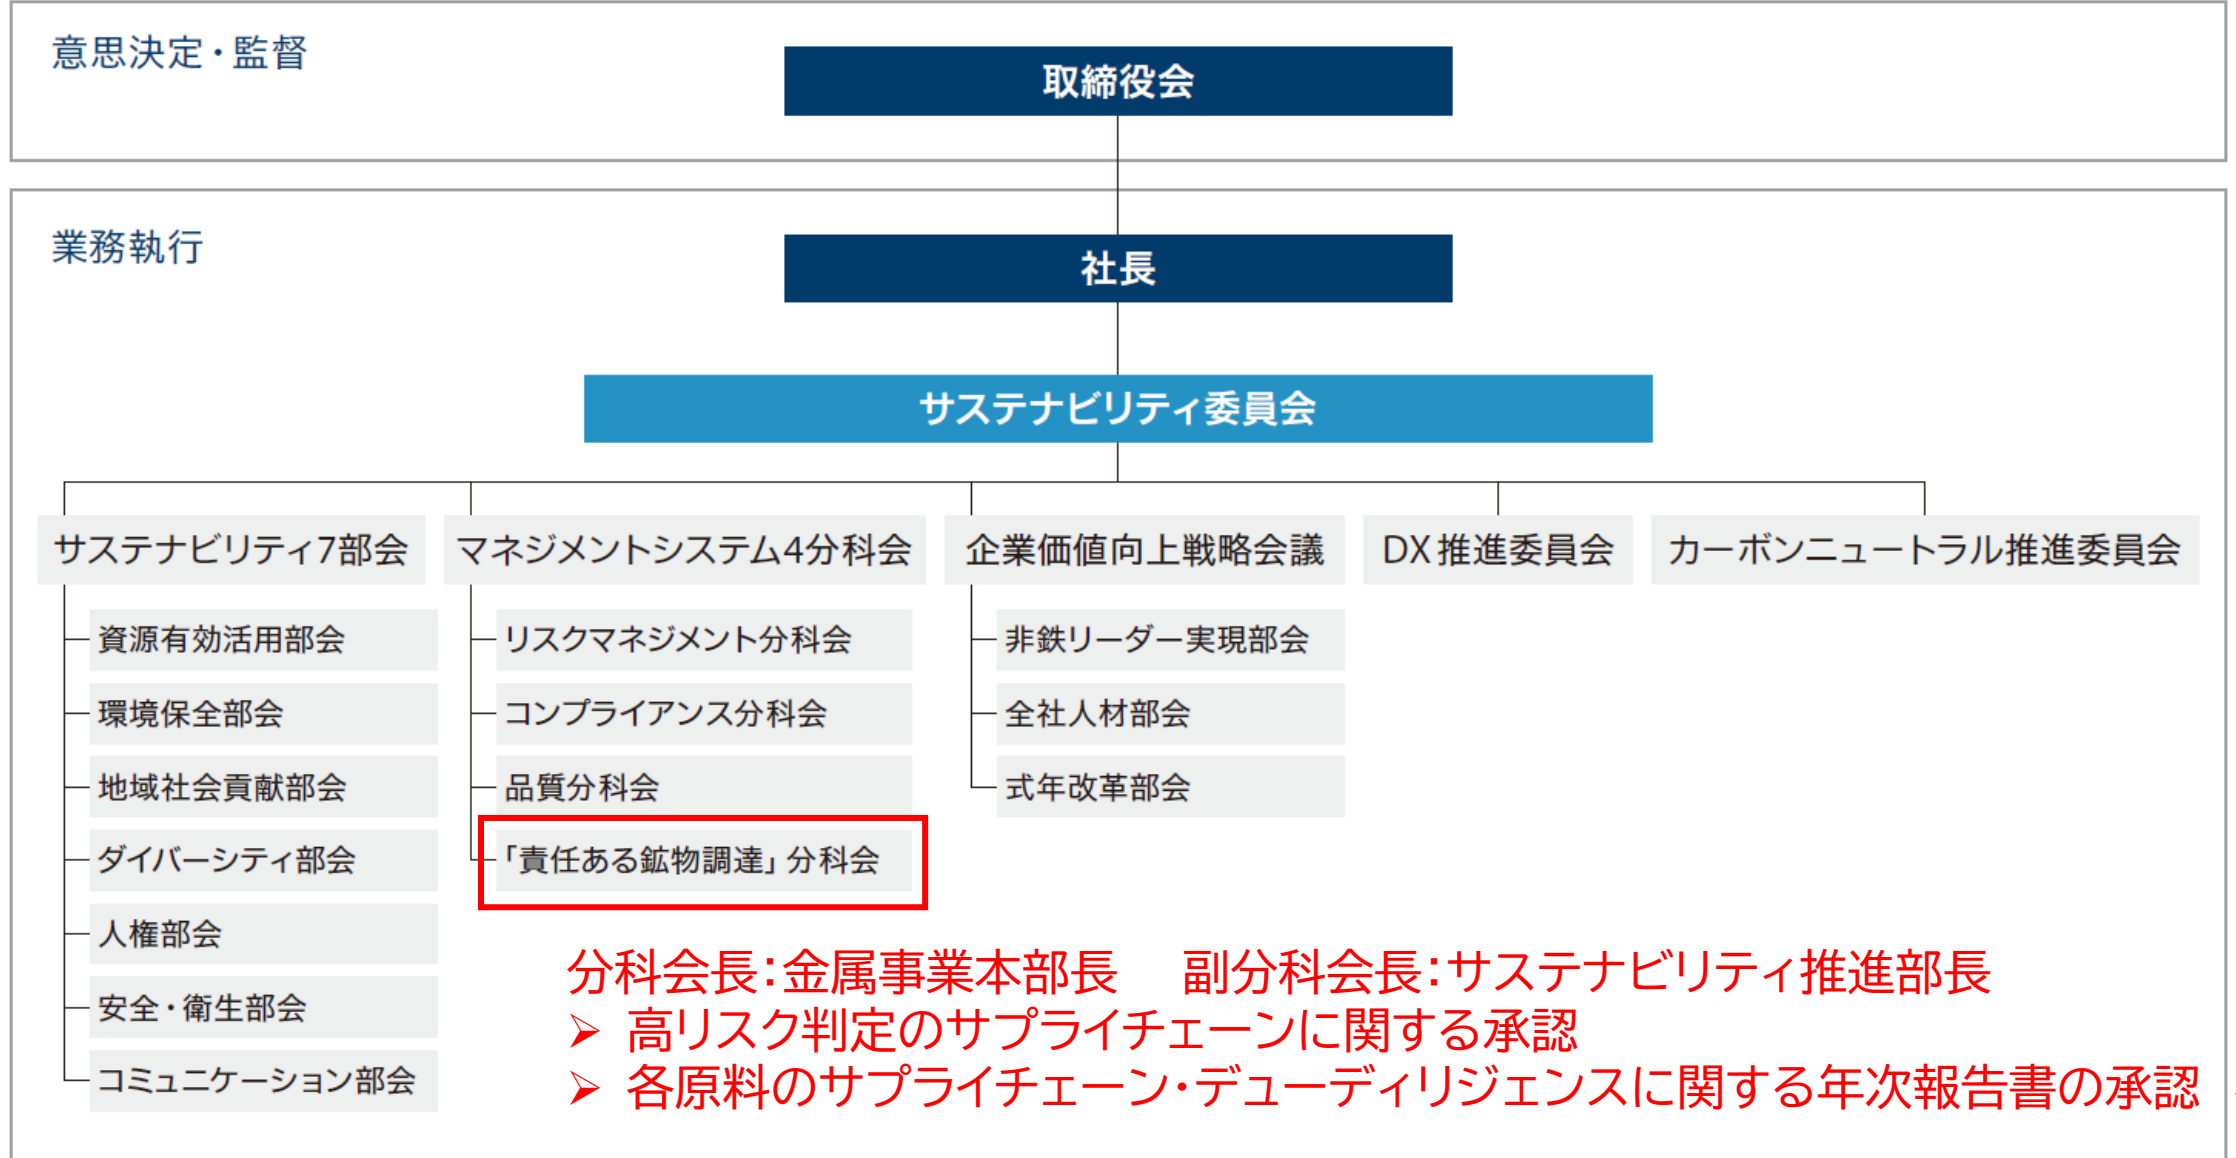 意思決定・監督
取締役会
業務執行
社長
サステナビリティ委員会
サステナビリティ7部会
資源有効活用部会
環境保全部会
地域社会貢献部会
ダイバーシティ部会
人権部会
安全・衛生部会
コミュニケーション部会
マネジメントシステム4分科会
リスクマネジメント分科会
コンプライアンス分科会
品質分科会
「責任ある鉱物調達」分科会
企業価値向上戦略会議
非鉄リーダー実現部会
全社人材部会
式年改革部会
DX推進委員会
カーボンニュートラル推進委員会
分科会長：金属事業本部長　副分科会長：サステナビリティ推進部長
➢ 高リスク判定のサプライチェーンに関する承認
➢ 各原料のサプライチェーン・デューディリジェンスに関する年次報告書の承認